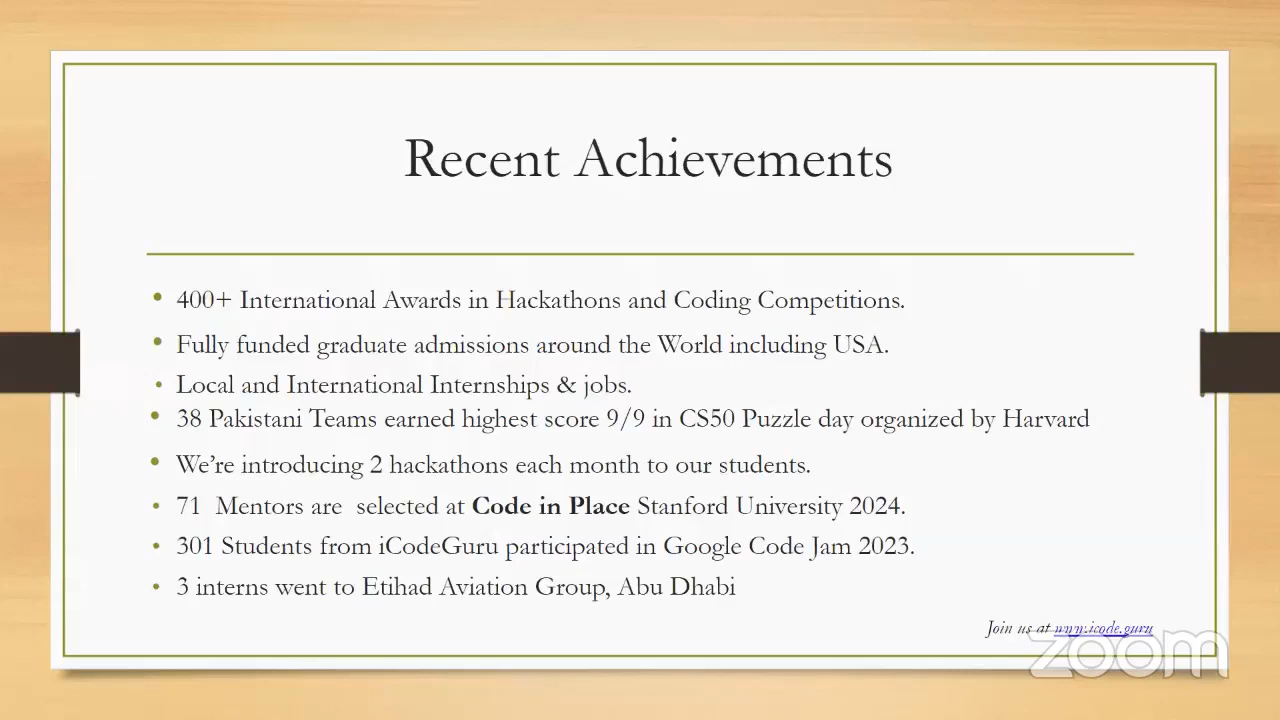 Recent Achievements
• 400+ International Awards in Hackathons and Coding Competitions.
• Fully funded graduate admissions around the World including USA.
• Local and International Internships & jobs.
• 38 Pakistani Teams earned highest score 9/9 in CS50 Puzzle day organized by Harvard
• We're introducing 2 hackathons each month to our students.
• 71  Mentors are  selected at Code in Place Stanford University 2024.
• 301 Students from iCodeGuru participated in Google Code Jam 2023.
• 3 interns went to Etihad Aviation Group, Abu Dhabi
Join us at www.icode.guru
zoom